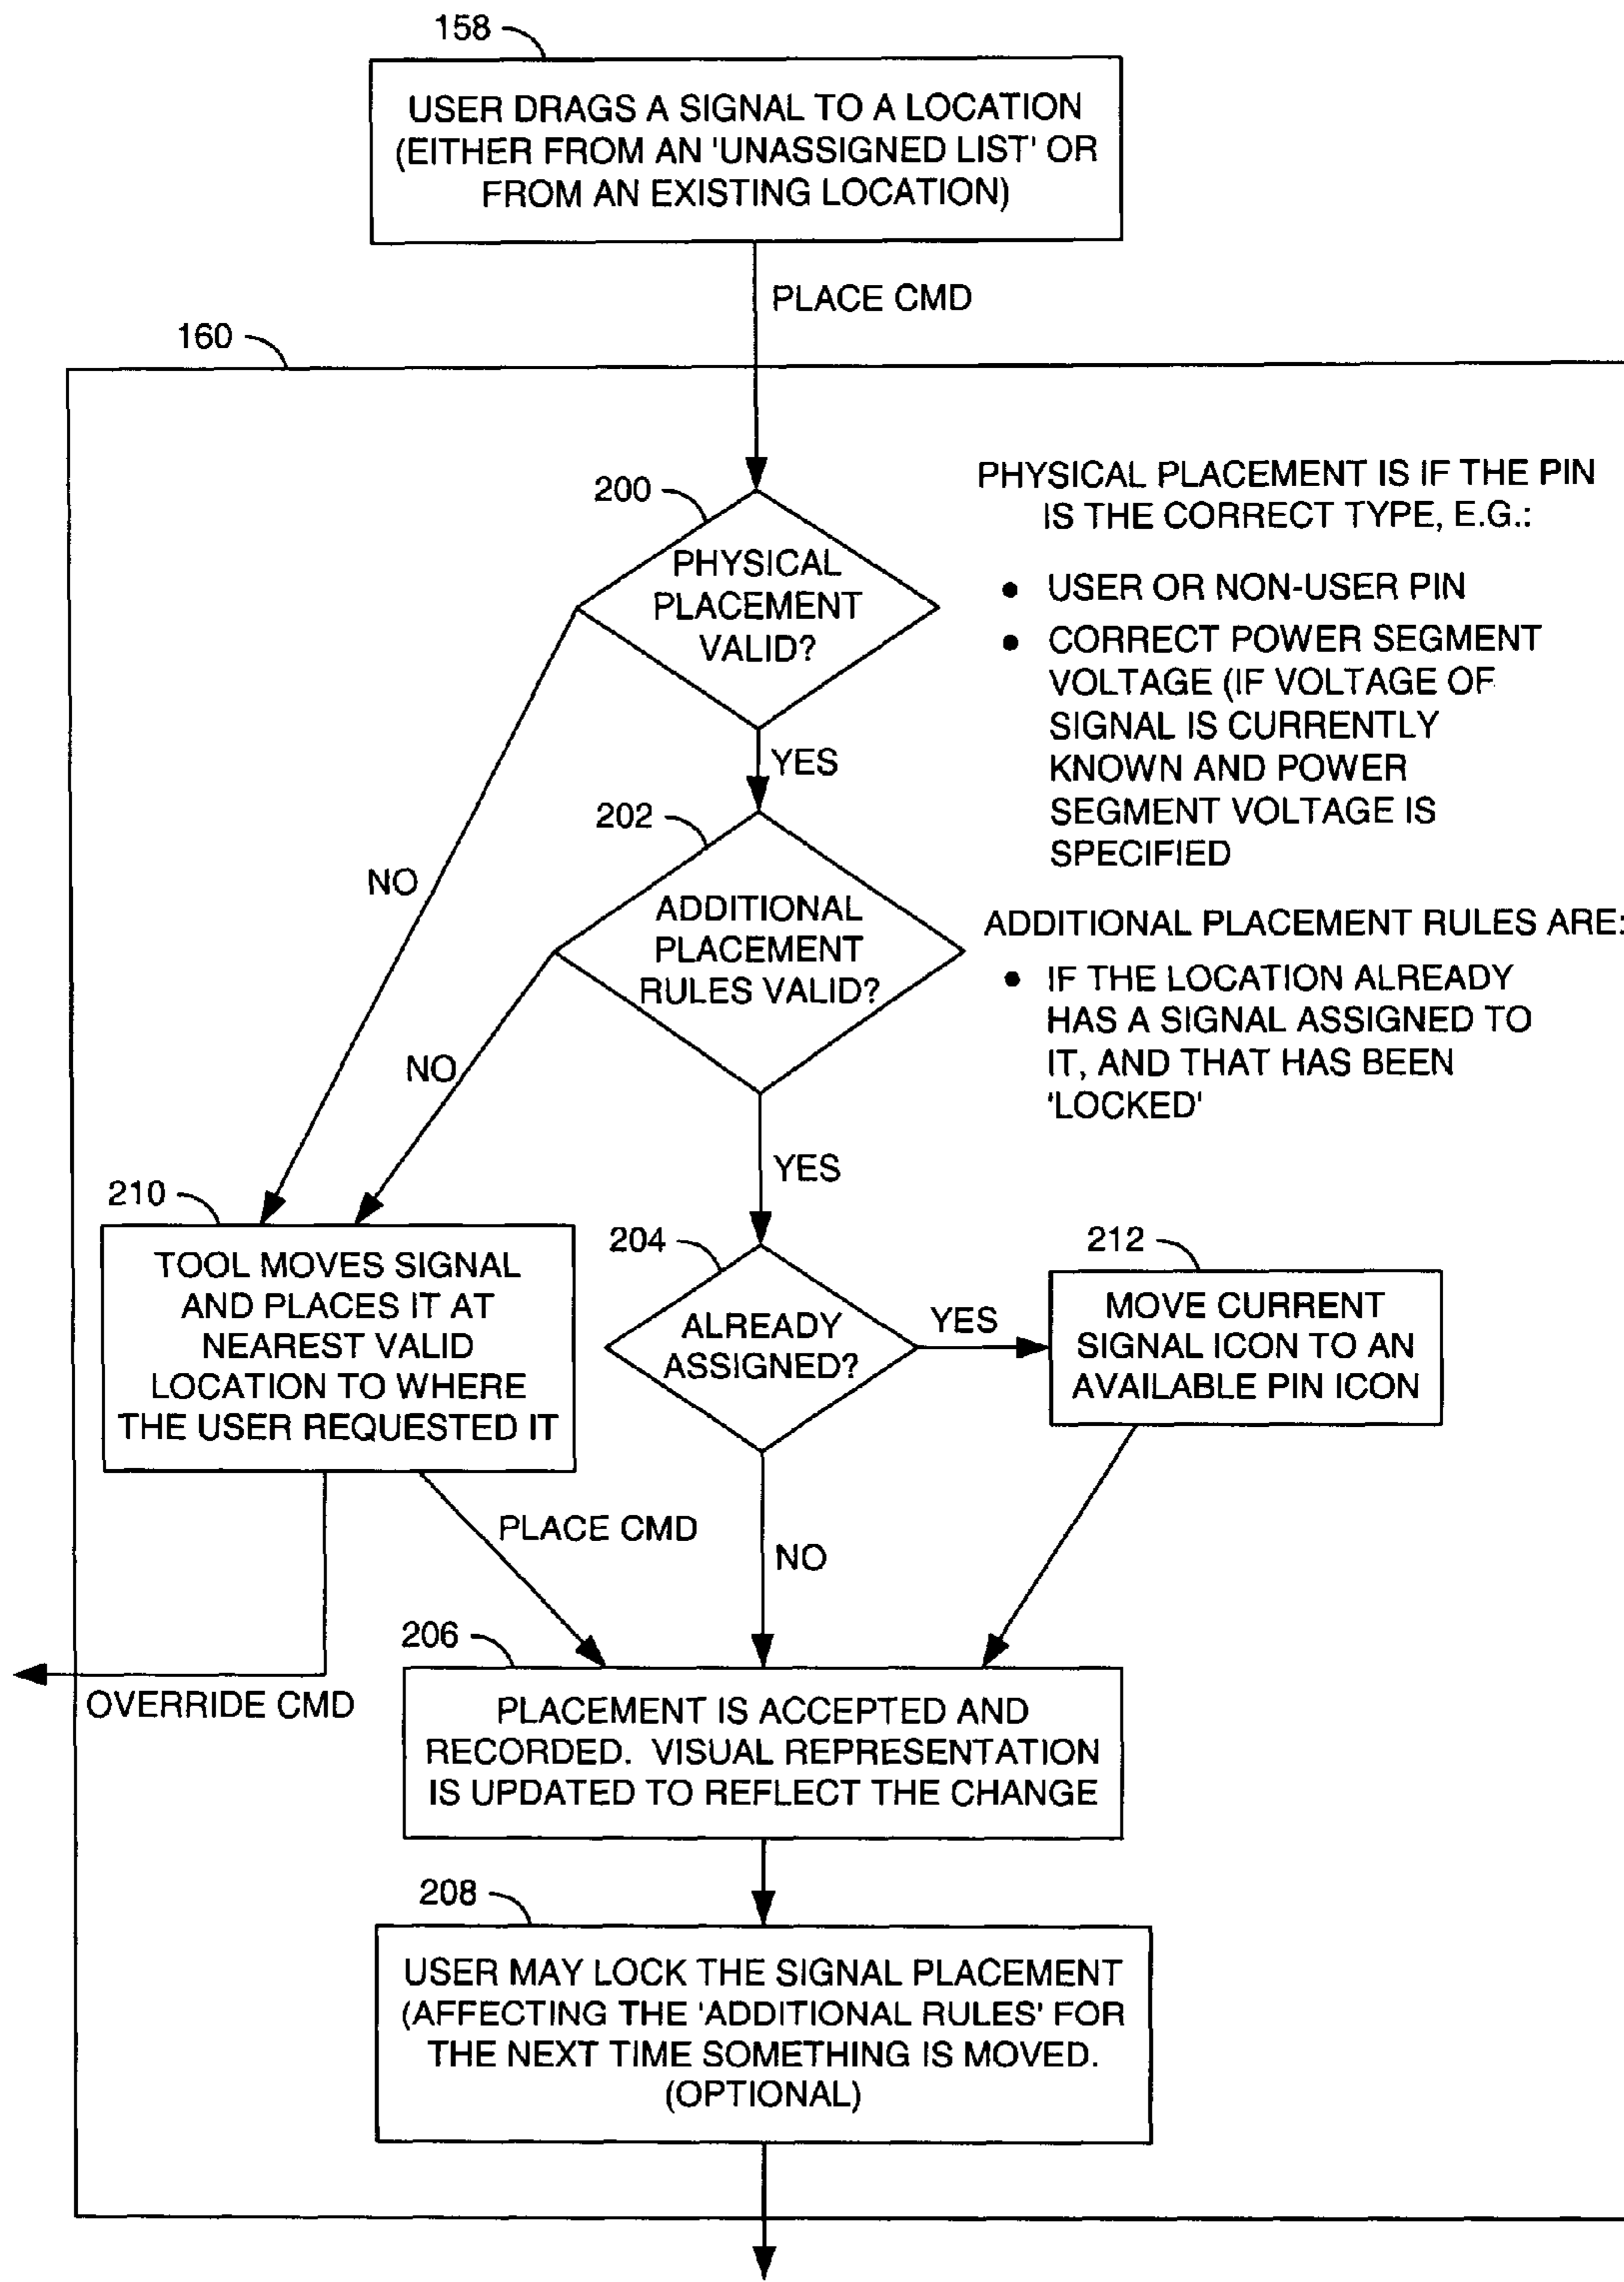 158
USER DRAGS A SIGNAL TO A LOCATION
(EITHER FROM AN 'UNASSIGNED LIST' OR
FROM AN EXISTING LOCATION)
PLACE CMD
160
200
PHYSICAL
PLACEMENT
VALID?
PHYSICAL PLACEMENT IS IF THE PIN
IS THE CORRECT TYPE, E.G.:
• USER OR NON-USER PIN
• CORRECT POWER SEGMENT
VOLTAGE (IF VOLTAGE OF
SIGNAL IS CURRENTLY
KNOWN AND POWER
SEGMENT VOLTAGE IS
SPECIFIED
YES
NO
202
ADDITIONAL
PLACEMENT
RULES VALID?
ADDITIONAL PLACEMENT RULES ARE:
• IF THE LOCATION ALREADY
HAS A SIGNAL ASSIGNED TO
IT, AND THAT HAS BEEN
'LOCKED'
NO
YES
210
TOOL MOVES SIGNAL
AND PLACES IT AT
NEAREST VALID
LOCATION TO WHERE
THE USER REQUESTED IT
204
ALREADY
ASSIGNED?
YES
212
MOVE CURRENT
SIGNAL ICON TO AN
AVAILABLE PIN ICON
PLACE CMD
NO
OVERRIDE CMD
206
PLACEMENT IS ACCEPTED AND
RECORDED. VISUAL REPRESENTATION
IS UPDATED TO REFLECT THE CHANGE
208
USER MAY LOCK THE SIGNAL PLACEMENT
(AFFECTING THE 'ADDITIONAL RULES' FOR
THE NEXT TIME SOMETHING IS MOVED.
(OPTIONAL)